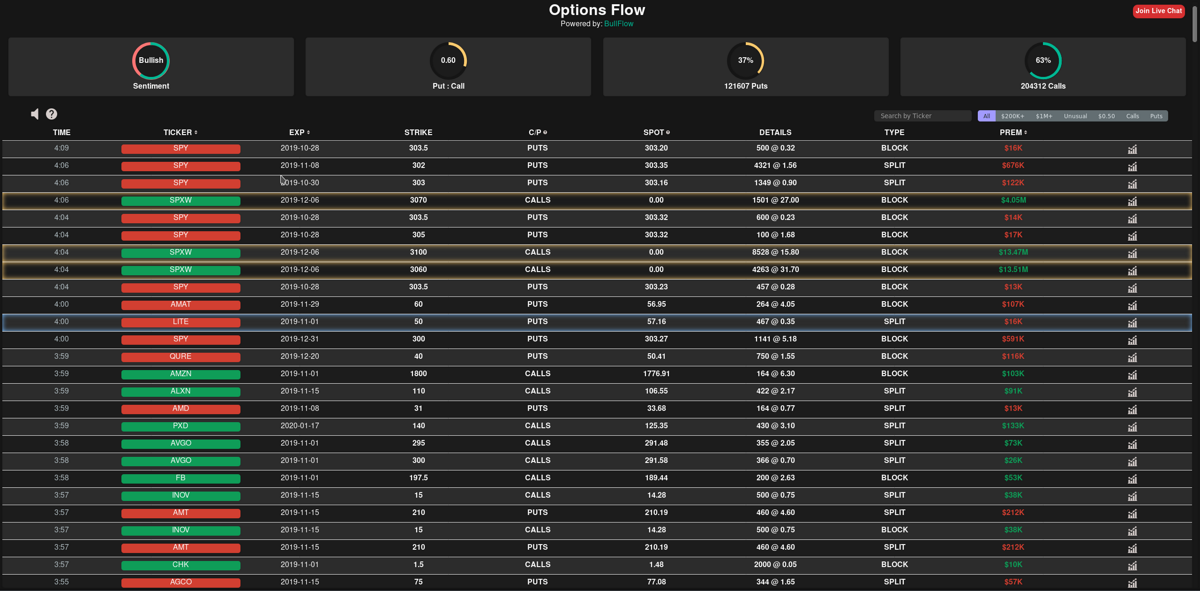 Options Flow
Join Live Chat
Powered by: BullFlow
Bullish
Sentiment
0.60
Put : Call
37%
121607 Puts
63%
204312 Calls
Search by Ticker All $200K+ $1M+ Unusual $0.50 Calls Puts
TIME TICKER EXP STRIKE C/P SPOT DETAILS TYPE PREM
4:09 SPY 2019-10-28 303.5 PUTS 303.20 500 @ 0.32 BLOCK $16K
4:06 SPY 2019-11-08 302 PUTS 303.35 4321 @ 1.56 SPLIT $676K
4:06 SPY 2019-10-30 303 PUTS 303.16 1349 @ 0.90 SPLIT $122K
4:06 SPXW 2019-12-06 3070 CALLS 0.00 1501 @ 27.00 BLOCK $4.05M
4:04 SPY 2019-10-28 303.5 PUTS 303.32 600 @ 0.23 BLOCK $14K
4:04 SPY 2019-10-28 305 PUTS 303.32 100 @ 1.68 BLOCK $17K
4:04 SPXW 2019-12-06 3100 CALLS 0.00 8528 @ 15.80 BLOCK $13.47M
4:04 SPXW 2019-12-06 3060 CALLS 0.00 4263 @ 31.70 BLOCK $13.51M
4:04 SPY 2019-10-28 303.5 PUTS 303.23 457 @ 0.28 BLOCK $13K
4:00 AMAT 2019-11-29 60 PUTS 56.95 264 @ 4.05 BLOCK $107K
4:00 LITE 2019-11-01 50 PUTS 57.16 467 @ 0.35 SPLIT $16K
4:00 SPY 2019-12-31 300 PUTS 303.27 1141 @ 5.18 BLOCK $591K
3:59 QURE 2019-12-20 40 PUTS 50.41 750 @ 1.55 BLOCK $116K
3:59 AMZN 2019-11-01 1800 CALLS 1776.91 164 @ 6.30 BLOCK $103K
3:59 ALXN 2019-11-15 110 CALLS 106.55 422 @ 2.17 SPLIT $91K
3:59 AMD 2019-11-08 31 PUTS 33.68 164 @ 0.77 SPLIT $13K
3:59 PXD 2020-01-17 140 CALLS 125.35 430 @ 3.10 SPLIT $133K
3:58 AVGO 2019-11-01 295 CALLS 291.48 355 @ 2.05 SPLIT $73K
3:58 AVGO 2019-11-01 300 CALLS 291.58 366 @ 0.70 SPLIT $26K
3:58 FB 2019-11-01 197.5 CALLS 189.44 200 @ 2.63 BLOCK $53K
3:57 INOV 2019-11-15 15 CALLS 14.28 500 @ 0.75 SPLIT $38K
3:57 AMT 2019-11-15 210 PUTS 210.19 460 @ 4.60 SPLIT $212K
3:57 INOV 2019-11-15 15 CALLS 14.28 500 @ 0.75 BLOCK $38K
3:57 AMT 2019-11-15 210 PUTS 210.19 460 @ 4.60 SPLIT $212K
3:57 CHK 2019-11-01 1.5 CALLS 1.48 2000 @ 0.05 BLOCK $10K
3:55 AGCO 2019-11-15 75 PUTS 77.08 344 @ 1.65 SPLIT $57K